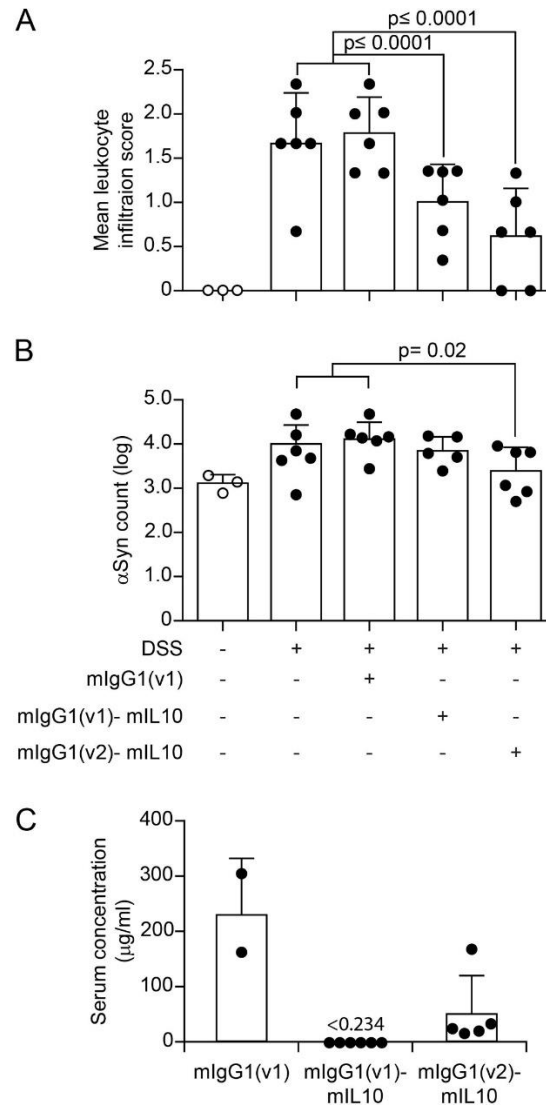 A
p≤ 0.0001
p≤ 0.0001
Mean leukocyte
infiltraion score
2.5
2.0
1.5
1.0
0.5
0
B
p= 0.02
αSyn count (log)
5.0
4.0
3.0
2.0
1.0
0
DSS - + + + +
mIgG1(v1) - - + - -
mIgG1(v1)- mIL10 - - - + -
mIgG1(v2)- mIL10 - - - - +
C
Serum concentration
(μg/ml)
400
300
200
100
0
<0.234
mIgG1(v1) mIgG1(v1)- mIgG1(v2)-
mIL10 mIL10